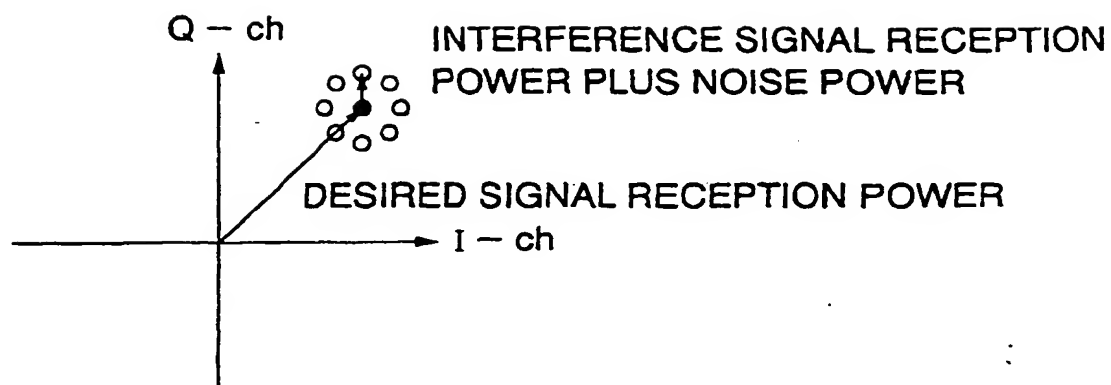 Q – ch
INTERFERENCE SIGNAL RECEPTION
POWER PLUS NOISE POWER
DESIRED SIGNAL RECEPTION POWER
I – ch